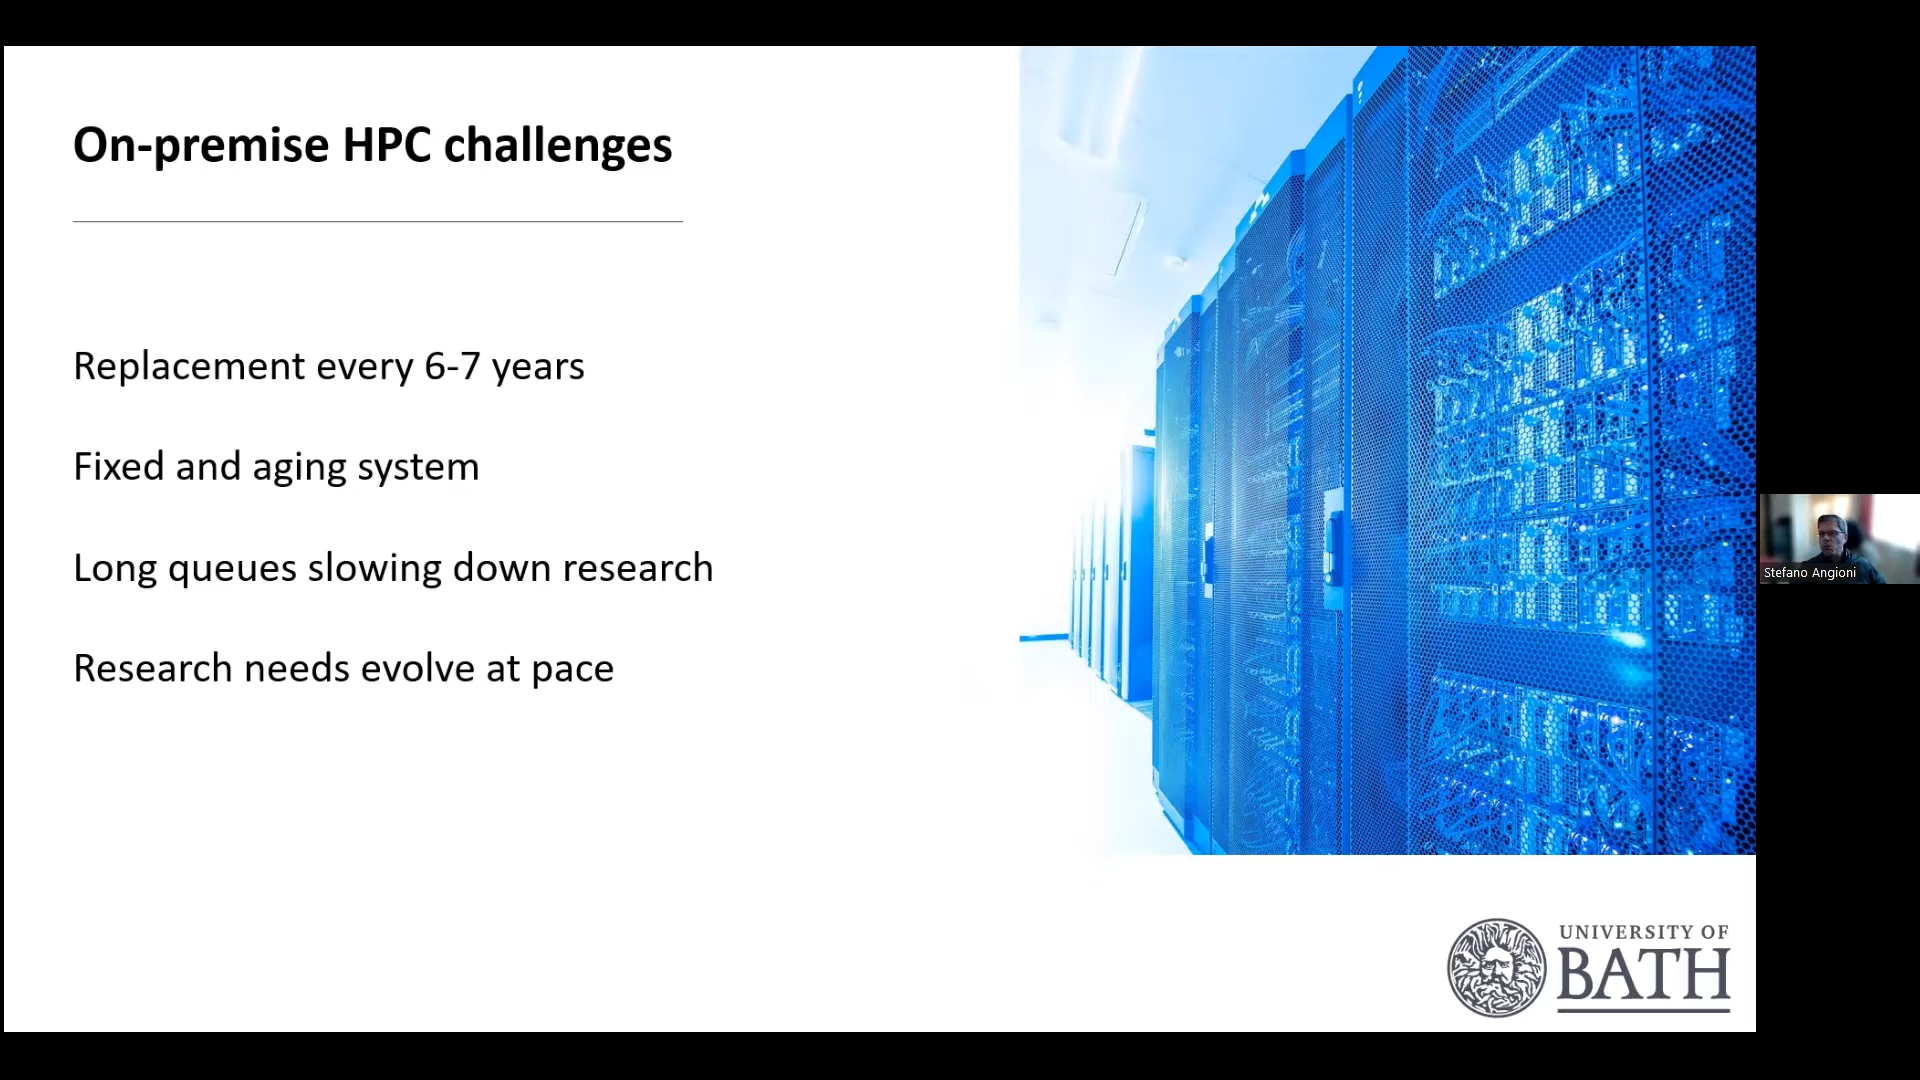 On-premise HPC challenges
Replacement every 6-7 years
Fixed and aging system
Long queues slowing down research
Research needs evolve at pace
Stefano Angioni
UNIVERSITY OF
BATH